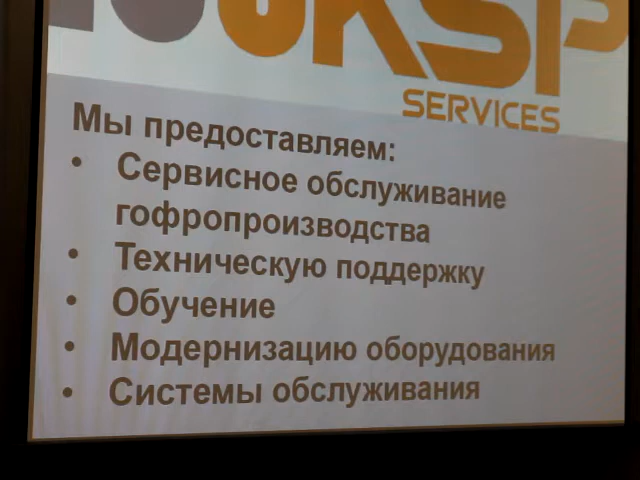 SERVICES
Мы предоставляем:
• Сервисное обслуживание
гофропроизводства
• Техническую поддержку
• Обучение
• Модернизацию оборудования
• Системы обслуживания